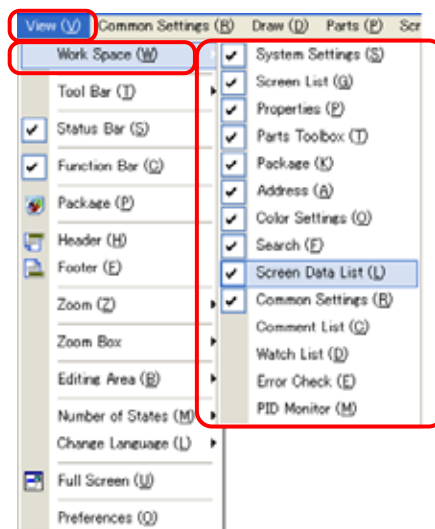 View (V) Common Settings (R) Draw (D) Parts (P) Scr
Work Space (W)
Tool Bar (T)
Status Bar (S)
Function Bar (C)
Package (P)
Header (H)
Footer (F)
Zoom (Z)
Zoom Box
Editing Area (B)
Number of States (M)
Change Language (L)
Full Screen (U)
Preferences (O)
System Settings (S)
Screen List (G)
Properties (P)
Parts Toolbox (T)
Package (K)
Address (A)
Color Settings (O)
Search (F)
Screen Data List (L)
Common Settings (R)
Comment List (C)
Watch List (D)
Error Check (E)
PID Monitor (M)